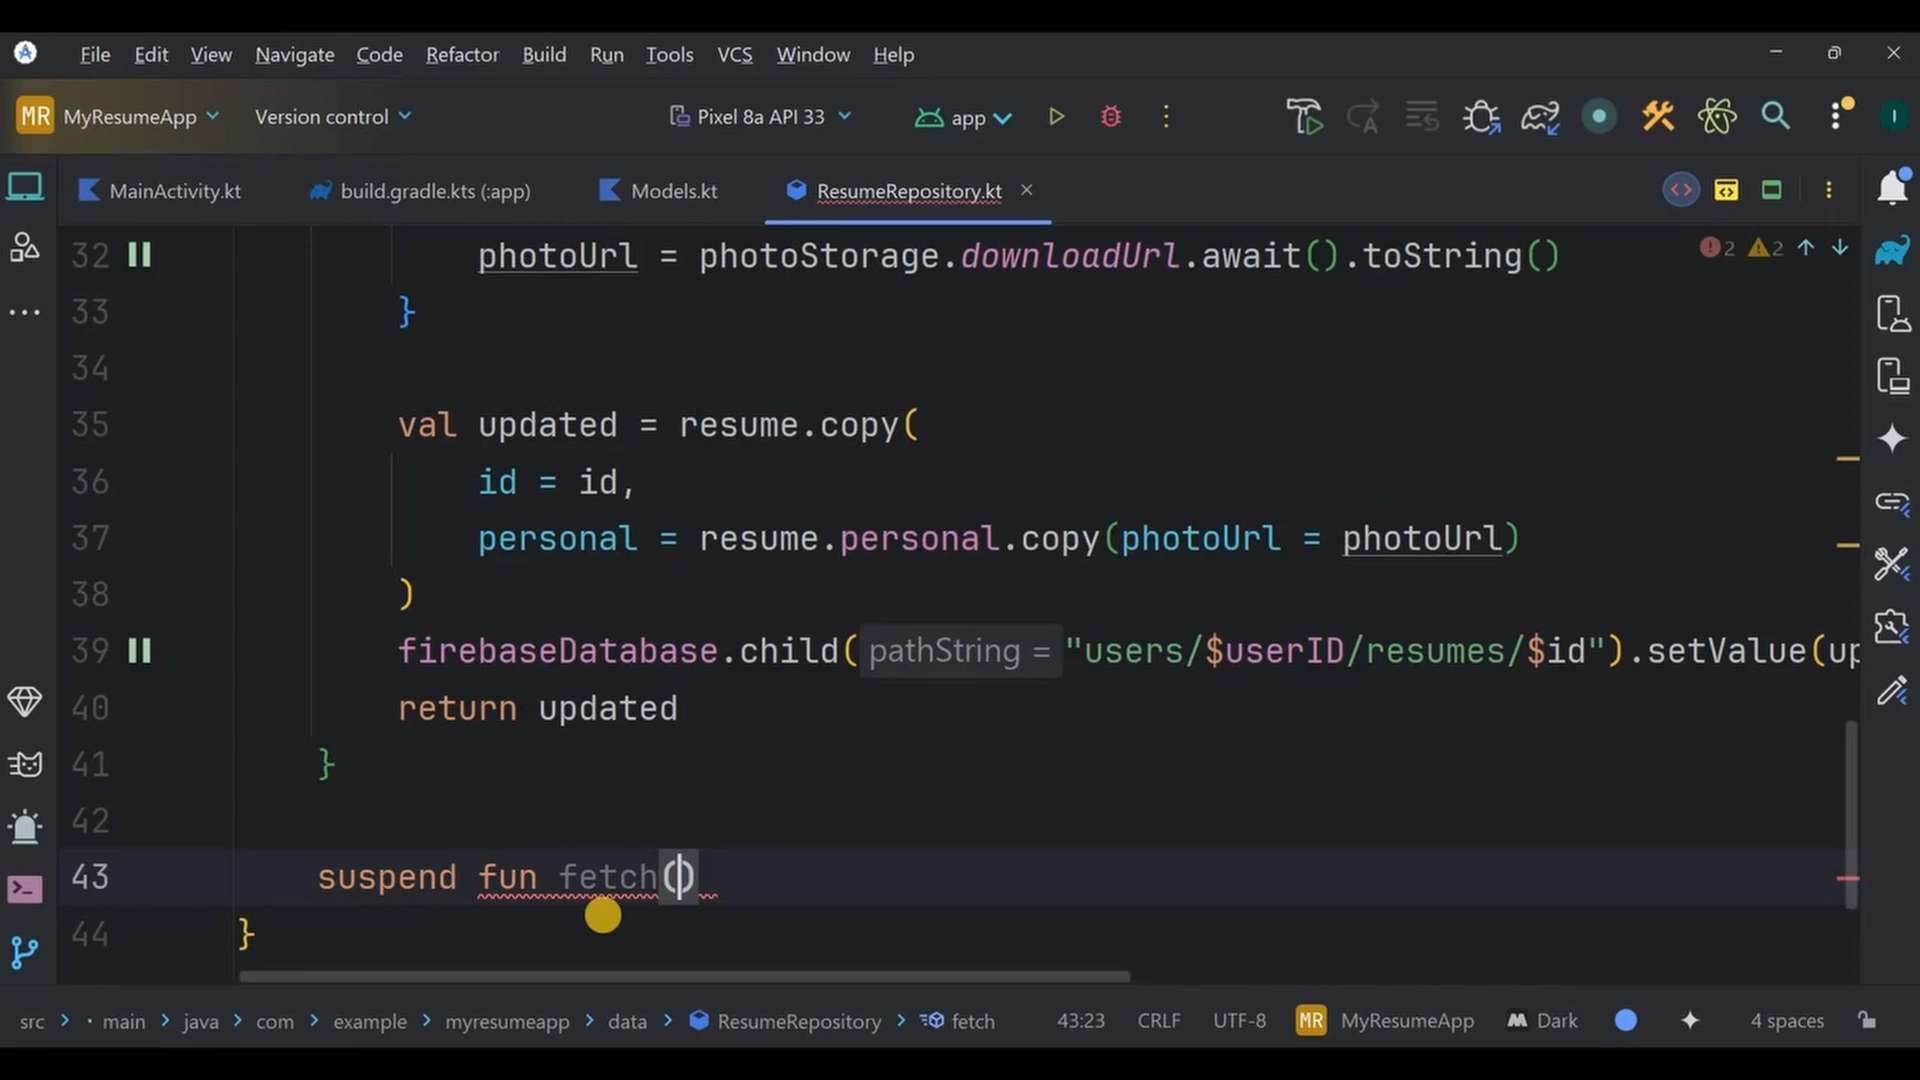 File Edit View Navigate Code Refactor Build Run Tools VCS Window Help
MR MyResumeApp Version control Pixel 8a API 33 app I
MainActivity.kt build.gradle.kts (:app) Models.kt ResumeRepository.kt
32 photoUrl = photoStorage.downloadUrl.await().toString() 2 2
33 }
34
35 val updated = resume.copy(
36 id = id,
37 personal = resume.personal.copy(photoUrl = photoUrl)
38 )
39 firebaseDatabase.child( pathString = "users/$userID/resumes/$id").setValue(up
40 return updated
41 }
42
43 suspend fun fetch()
44 }
src main java com example myresumeapp data ResumeRepository fetch 43:23 CRLF UTF-8 MR MyResumeApp Dark 4 spaces